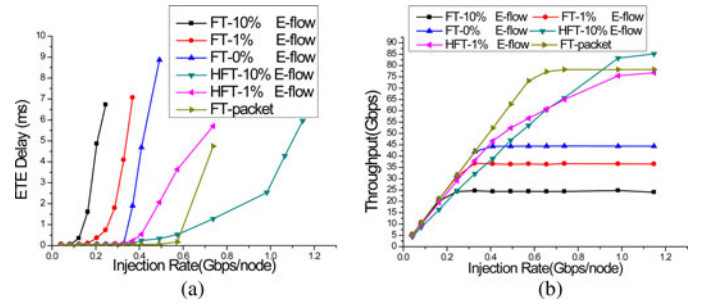 FT-10% E-flow
FT-1% E-flow
FT-0% E-flow
HFT-10% E-flow
HFT-1% E-flow
FT-packet
ETE Delay (ms)
10
9
8
7
6
5
4
3
2
1
0
0.0 0.2 0.4 0.6 0.8 1.0 1.2
Injection Rate(Gbps/node)
(a)
FT-10% E-flow FT-1% E-flow
FT-0% E-flow HFT-10% E-flow
HFT-1% E-flow FT-packet
Throughput(Gbps)
90
85
80
75
70
65
60
55
50
45
40
35
30
25
20
15
10
5
0
0.0 0.2 0.4 0.6 0.8 1.0 1.2
Injection Rate(Gbps/node)
(b)